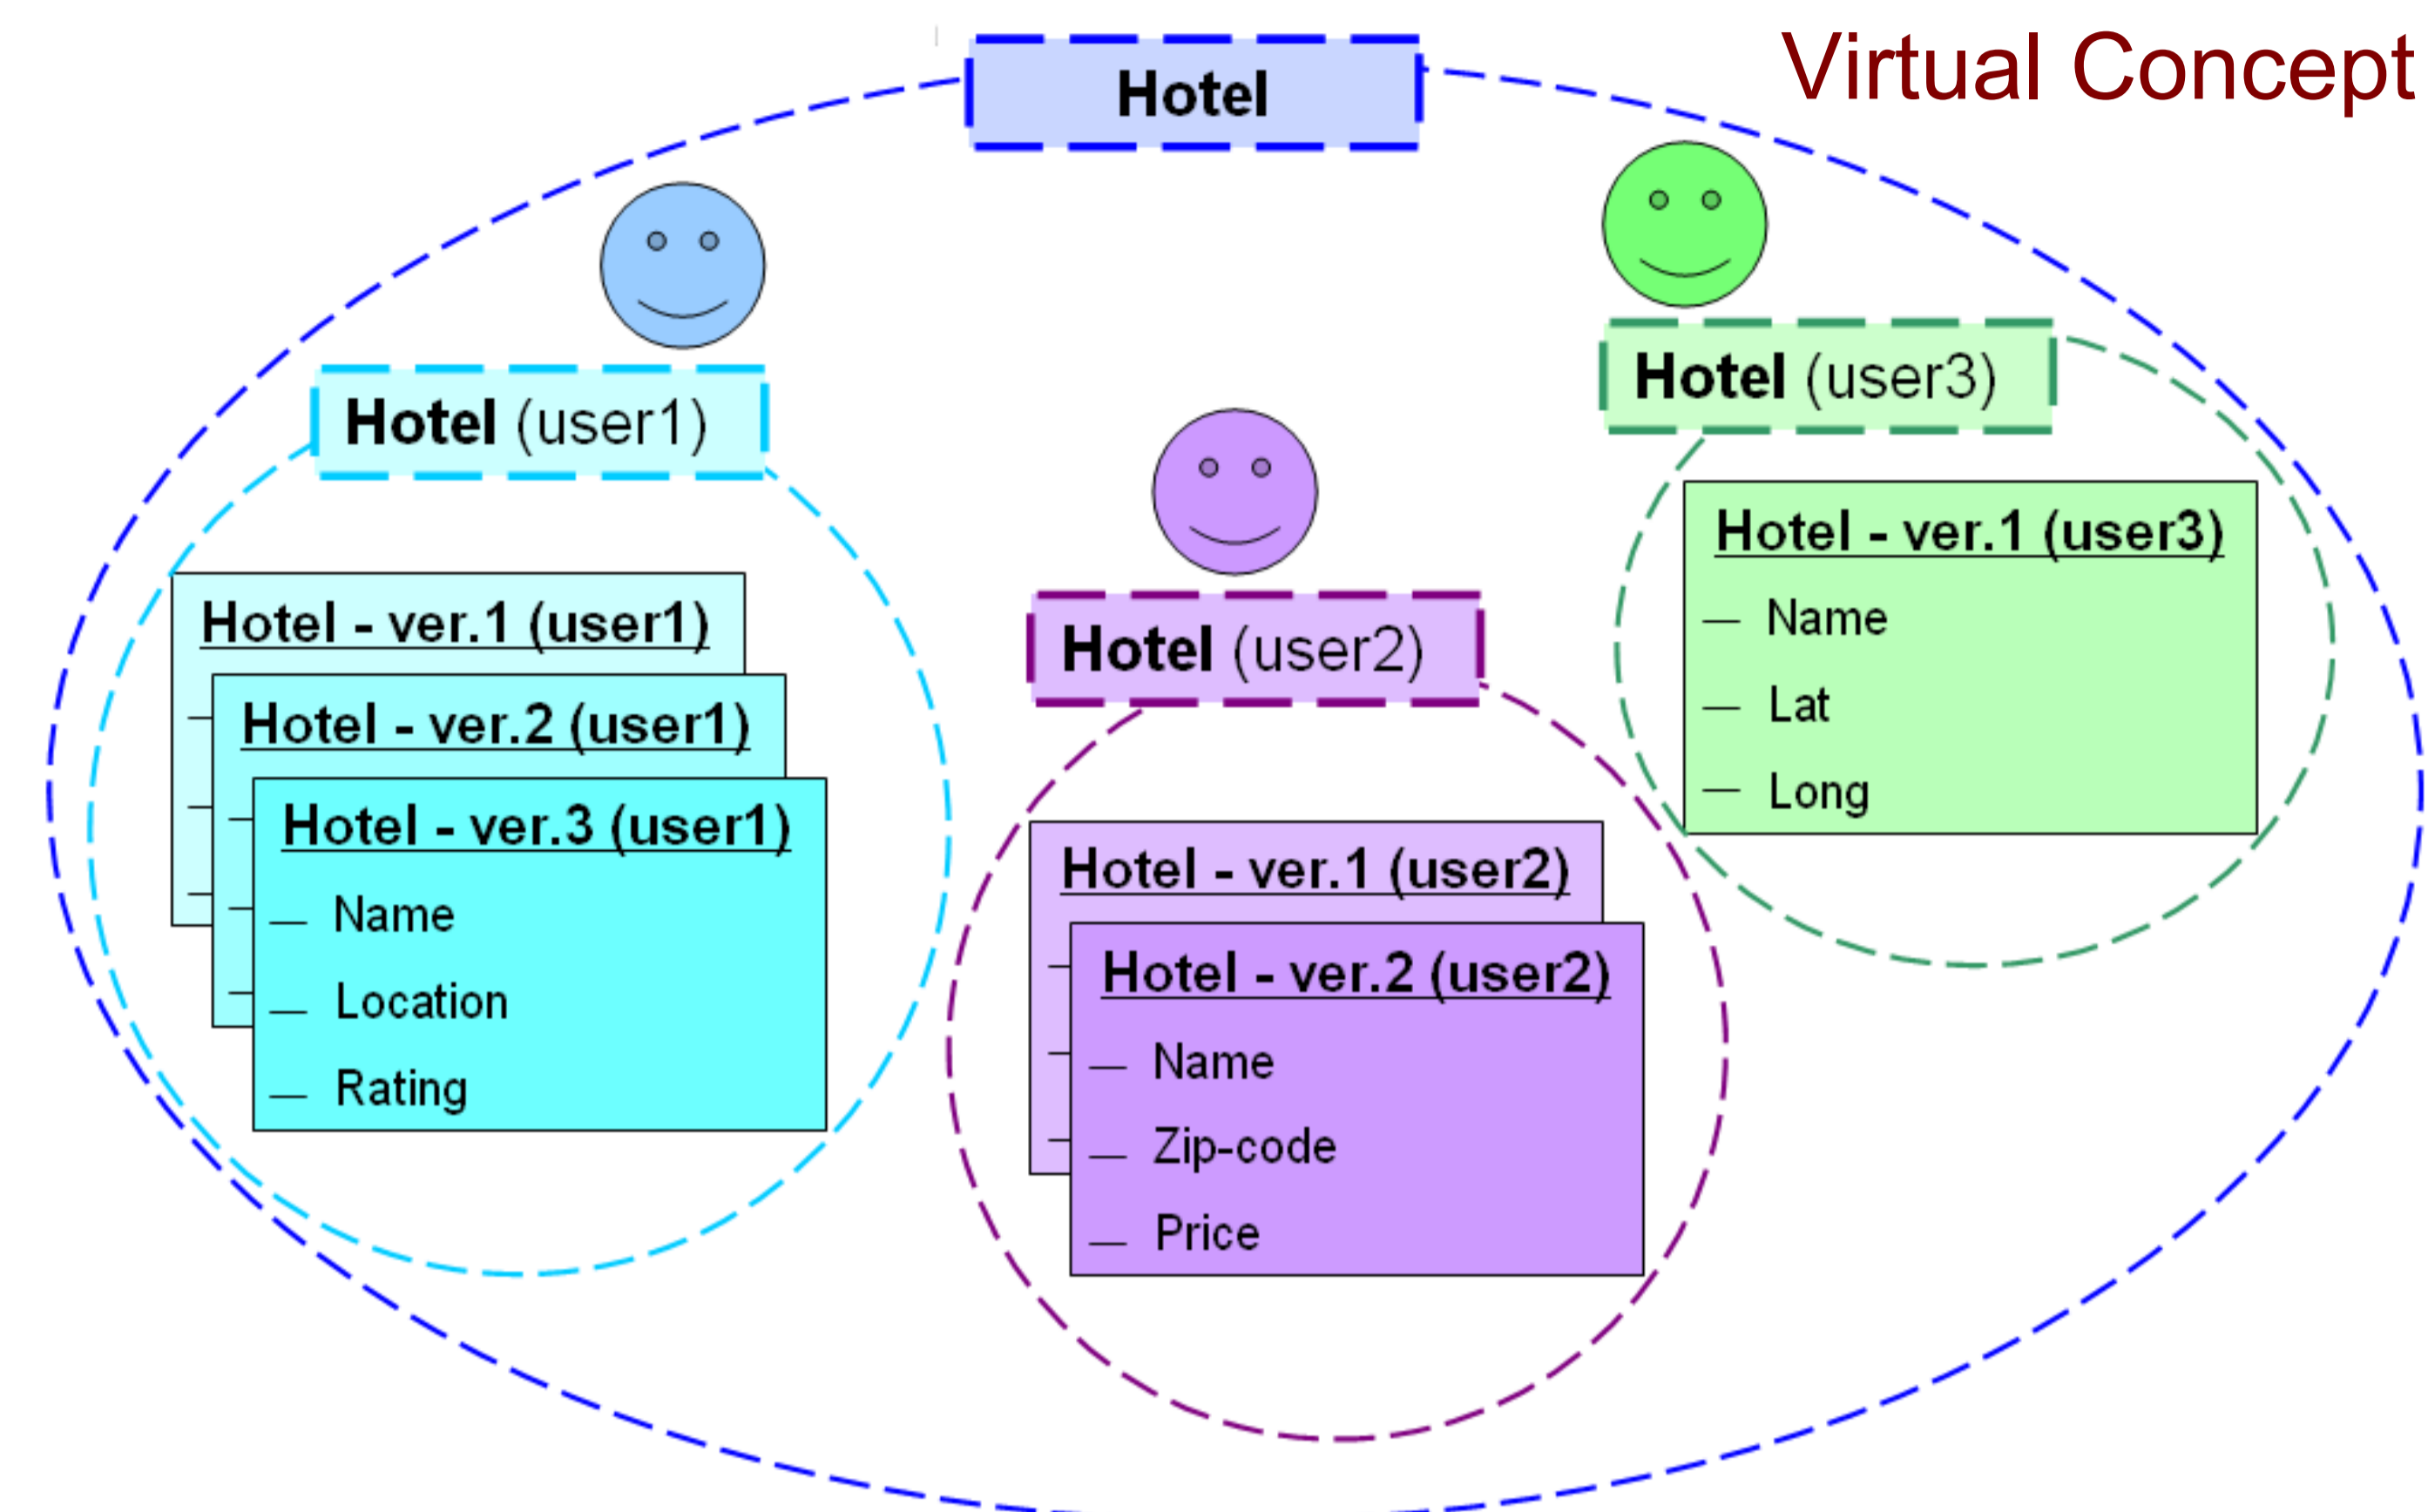 Virtual Concept
Hotel
Hotel (user1)
Hotel - ver.1 (user1)
Hotel - ver.2 (user1)
Hotel - ver.3 (user1)
— Name
— Location
— Rating
Hotel (user2)
Hotel - ver.1 (user2)
Hotel - ver.2 (user2)
— Name
— Zip-code
— Price
Hotel (user3)
Hotel - ver.1 (user3)
— Name
— Lat
— Long